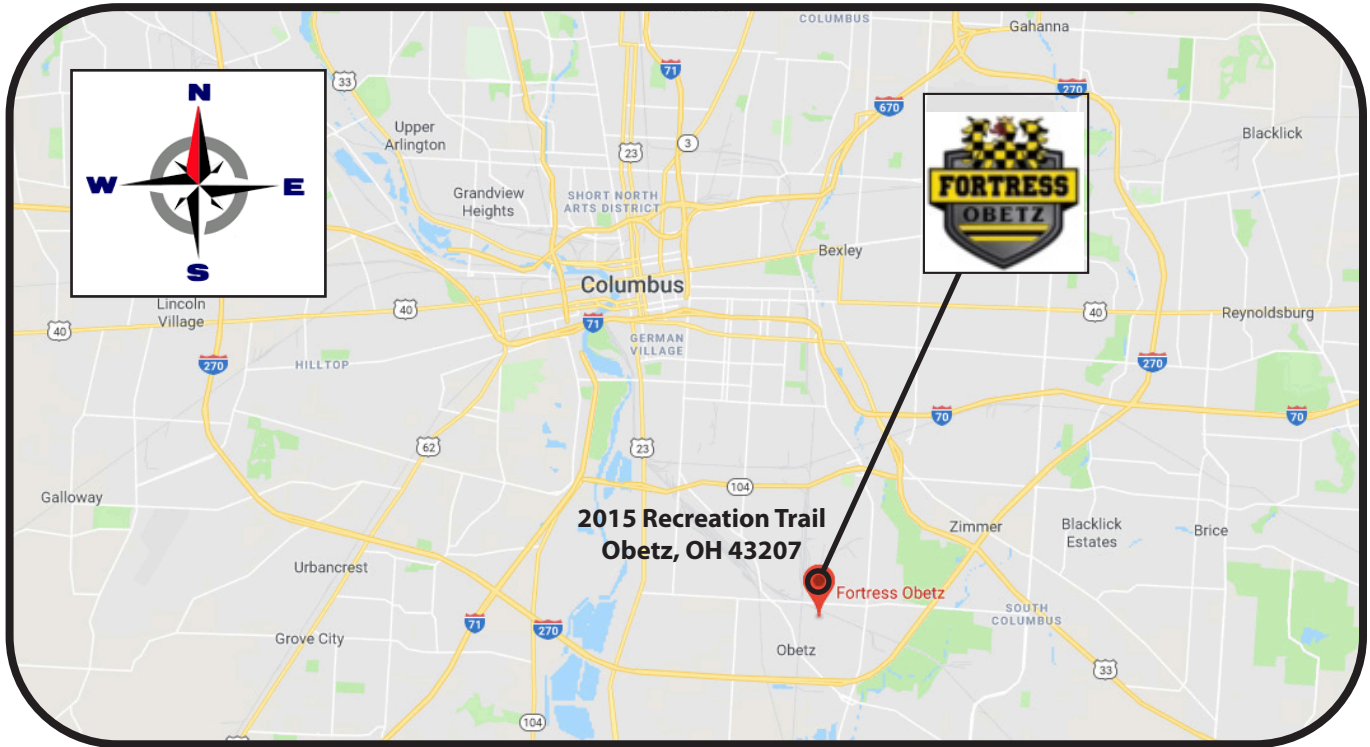 COLUMBUS
Gahanna
71
33
270
N
670
Upper
Arlington
3
Blacklick
23
W
E
Grandview
Heights
SHORT NORTH
ARTS DISTRICT
FORTRESS
OBETZ
Bexley
S
Columbus
Lincoln
Village
40
40
40
Reynoldsburg
71
GERMAN
VILLAGE
270
HILLTOP
270
70
70
62
23
Galloway
104
2015 Recreation Trail
Obetz, OH 43207
Zimmer
Blacklick
Estates
Brice
Urbancrest
Fortress Obetz
SOUTH
COLUMBUS
71
270
Grove City
Obetz
33
104